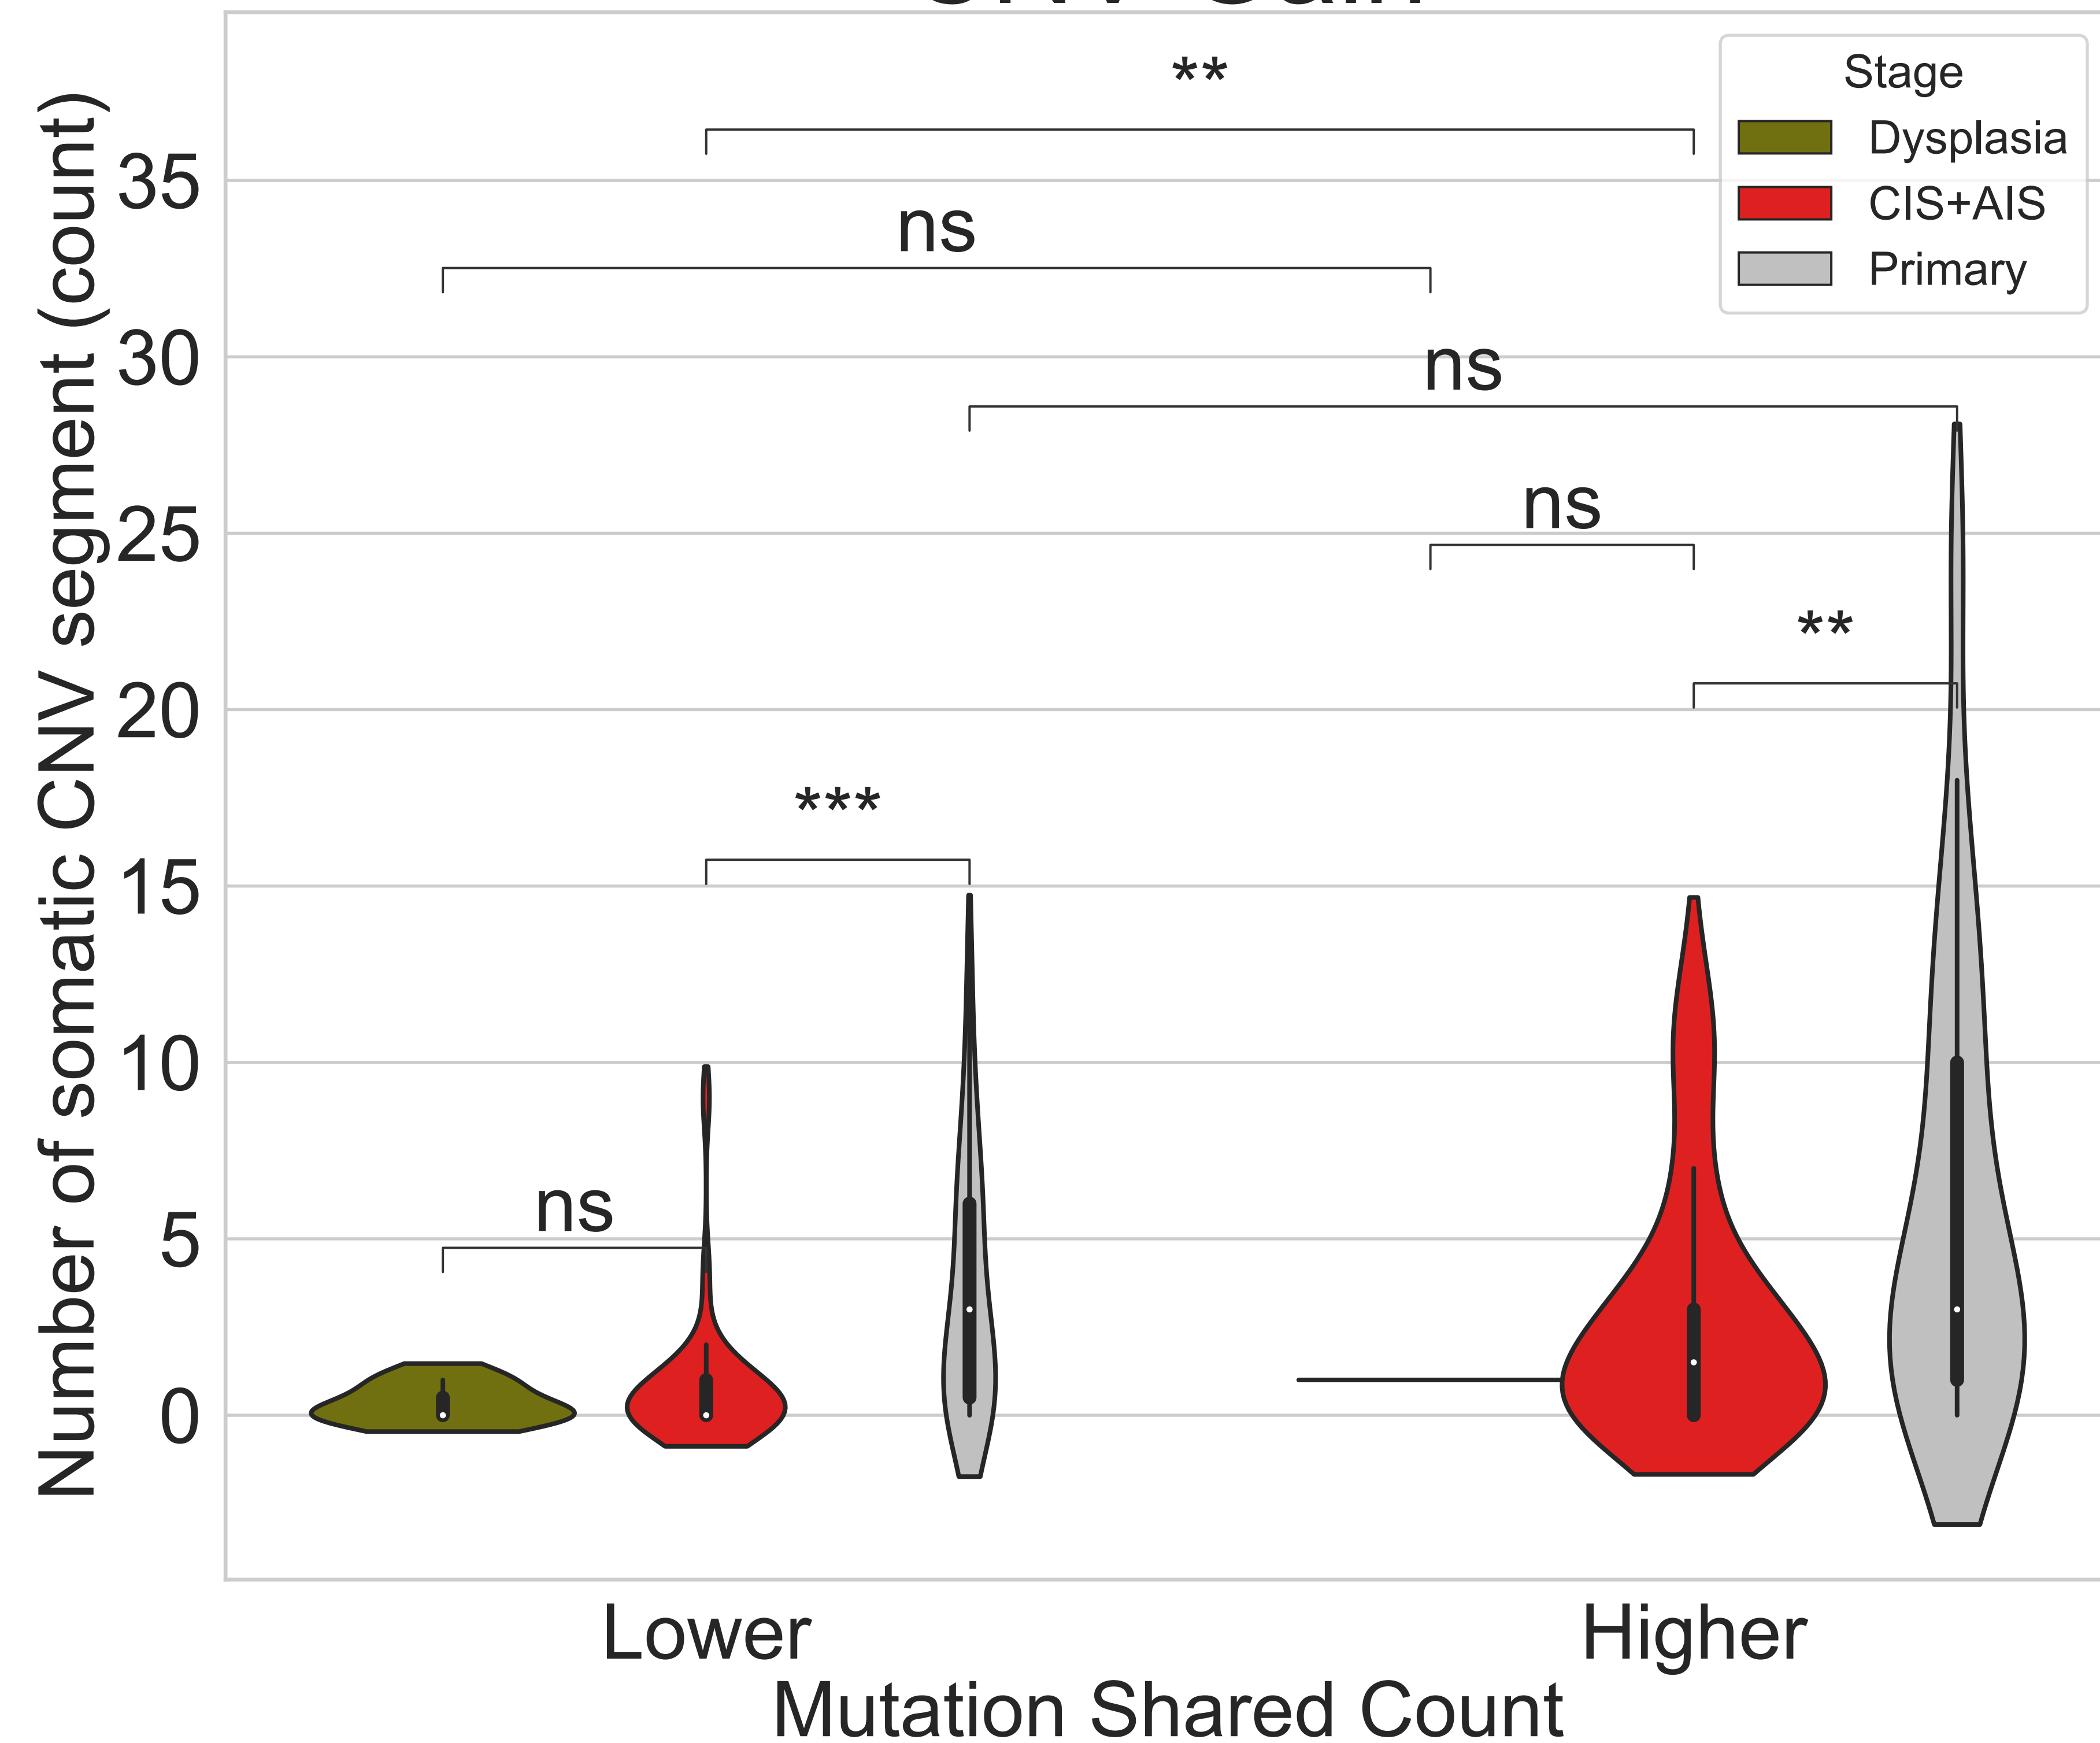 **
Stage
Dysplasia
CIS+AIS
Primary
Number of somatic CNV segment (count)
35
30
25
20
15
10
5
0
ns
ns
ns
**
***
ns
Lower
Higher
Mutation Shared Count